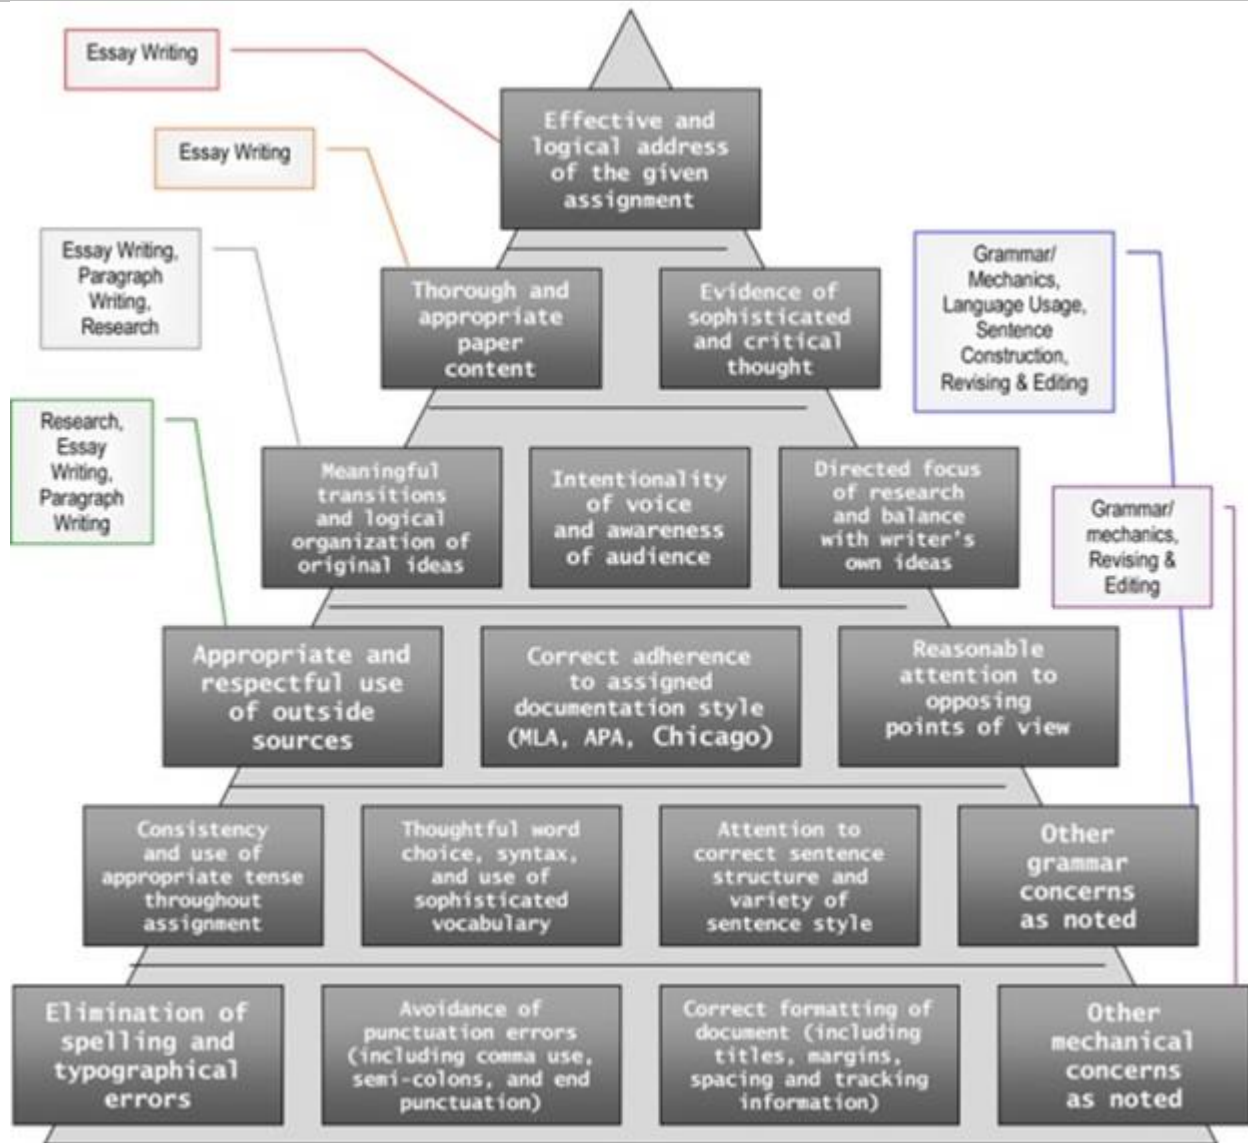 Essay Writing
Effective and
logical address
of the given
assignment
Essay Writing
Essay Writing,
Paragraph
Writing,
Research
Thorough and
appropriate
paper
content
Evidence of
sophisticated
and critical
thought
Grammar/
Mechanics,
Language Usage,
Sentence
Construction,
Revising & Editing
Research,
Essay
Writing,
Paragraph
Writing
Meaningful
transitions
and logical
organization of
original ideas
Intentionality
of voice
and awareness
of audience
Directed focus
of research
and balance
with writer's
own ideas
Grammar/
mechanics,
Revising &
Editing
Appropriate and
respectful use
of outside
sources
Correct adherence
to assigned
documentation style
(MLA, APA, Chicago)
Reasonable
attention to
opposing
points of view
Consistency
and use of
appropriate tense
throughout
assignment
Thoughtful word
choice, syntax,
and use of
sophisticated
vocabulary
Attention to
correct sentence
structure and
variety of
sentence style
Other
grammar
concerns
as noted
Elimination of
spelling and
typographical
errors
Avoidance of
punctuation errors
(including comma use,
semi-colons, and end
punctuation)
Correct formatting of
document (including
titles, margins,
spacing and tracking
information)
Other
mechanical
concerns
as noted